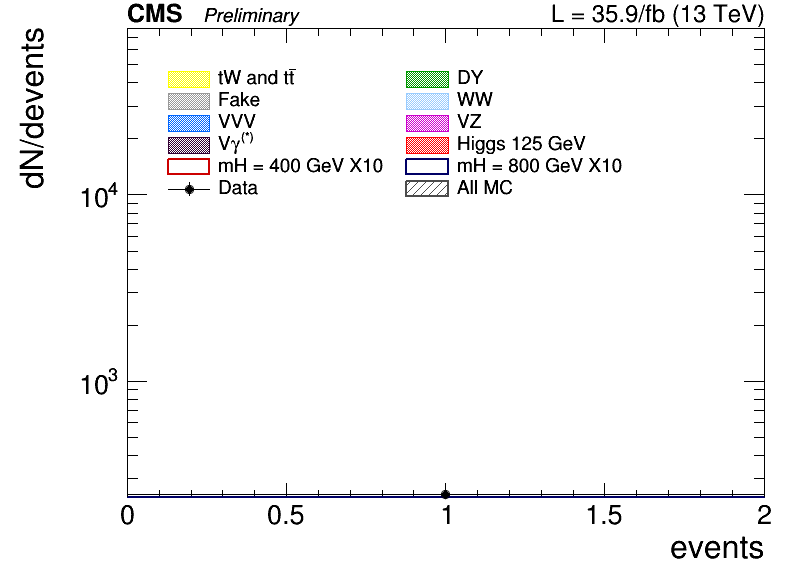 CMS Preliminary L = 35.9/fb (13 TeV)
dN/devents
tW and tt̄ DY
Fake WW
VVV VZ
Vγ(*) Higgs 125 GeV
mH = 400 GeV X10 mH = 800 GeV X10
Data All MC
10⁴
10³
0 0.5 1 1.5 2
events